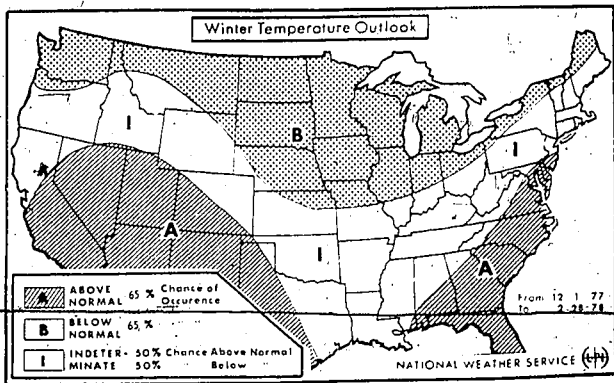 Winter Temperature Outlook
I
B
I
A
A
I
A
A ABOVE NORMAL 65 % Chance of Occurence
B BELOW NORMAL 65 %
I INDETER- MINATE 50% Chance Above Normal
50% Below
From 12 1 77
to 2-28-78
NATIONAL WEATHER SERVICE UPI